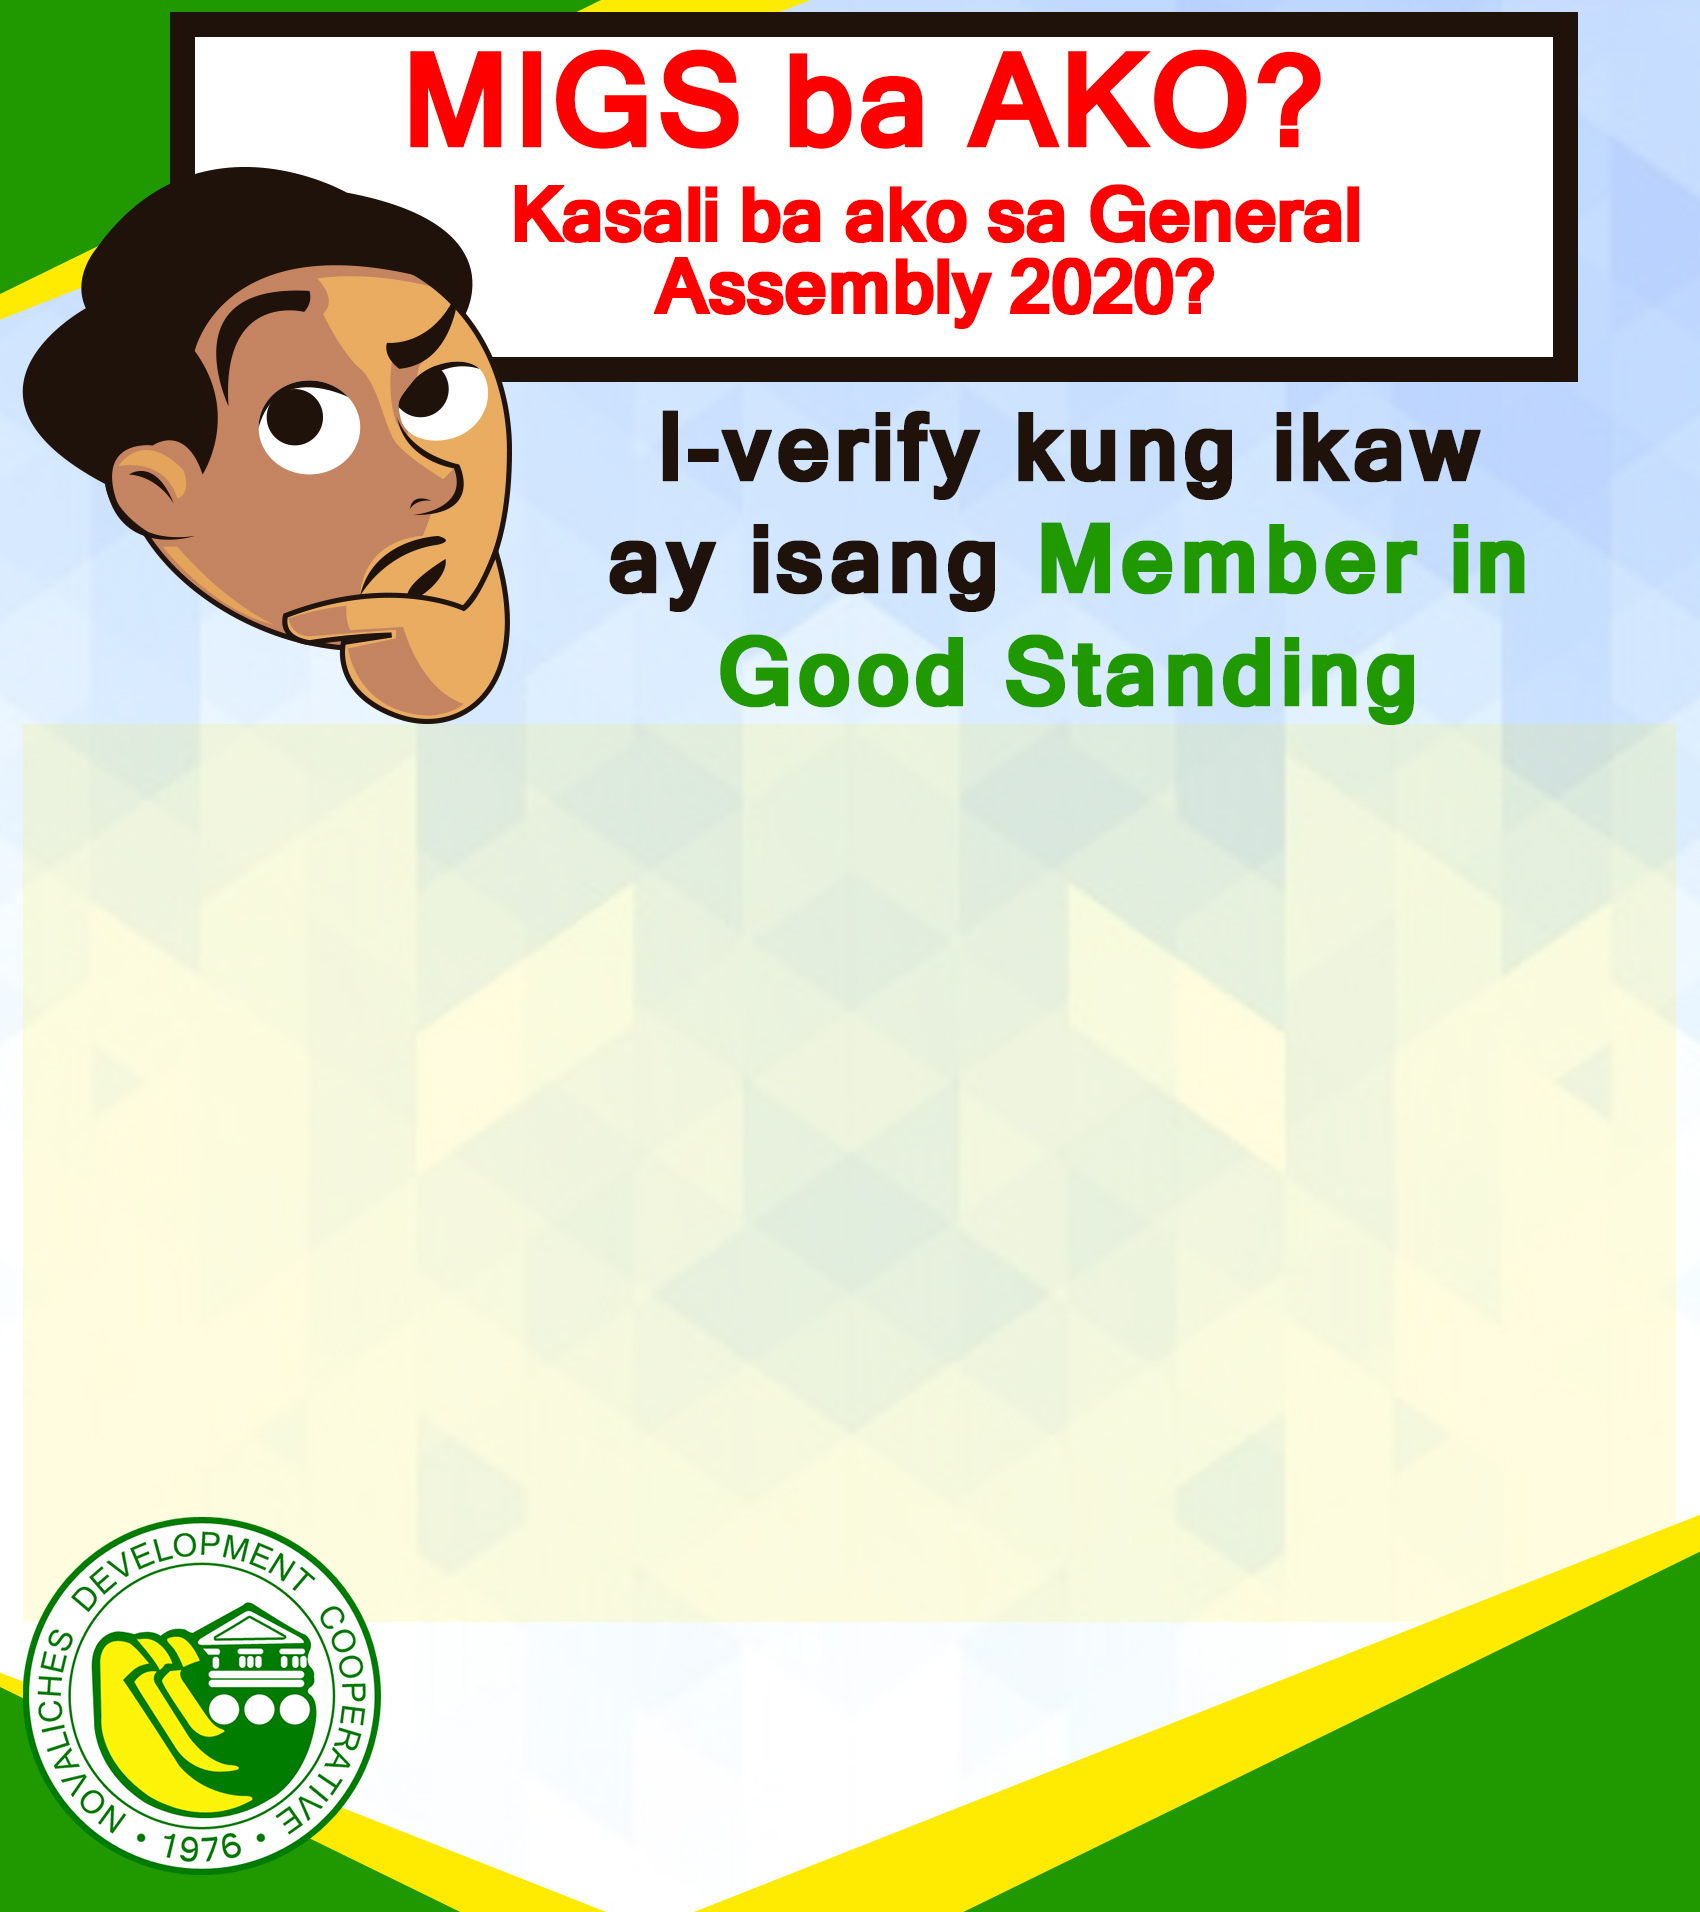 MIGS ba AKO?
Kasali ba ako sa General
Assembly 2020?
I-verify kung ikaw
ay isang Member in
Good Standing
NOVALICHES DEVELOPMENT COOPERATIVE
• 1976 •